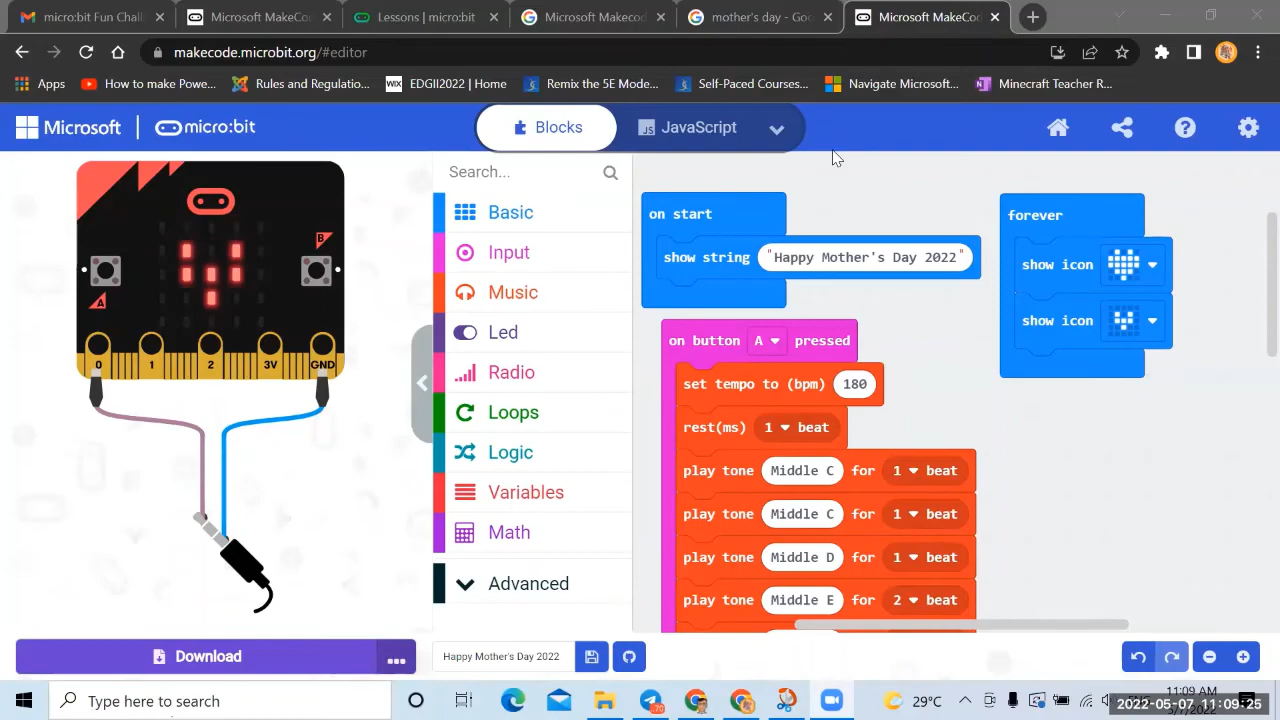 micro:bit Fun Chall
Microsoft MakeCod
Lessons | micro:bit
Microsoft Makecod
mother's day - Goo
Microsoft MakeCod
makecode.microbit.org/#editor
Apps
How to make "Pow...
Rules and Regulatio...
WIX
EDGII2022 | Home
Remix the 5E Mode...
Self-Paced Courses...
Navigate Microsoft...
Minecraft Teacher R...
Microsoft
micro:bit
Blocks
JS
JavaScript
A
B
0
1
2
3V
GND
Search...
Basic
Input
Music
Led
Radio
Loops
Logic
Variables
Math
Advanced
on start
show string "Happy Mother's Day 2022"
on button A pressed
set tempo to (bpm) 180
rest(ms) 1 beat
play tone Middle C for 1 beat
play tone Middle C for 1 beat
play tone Middle D for 1 beat
play tone Middle E for 2 beat
forever
show icon
show icon
Download
...
Happy Mother's Day 2022
Type here to search
29°C
11:09 AM
2022-05-07 11:09:25